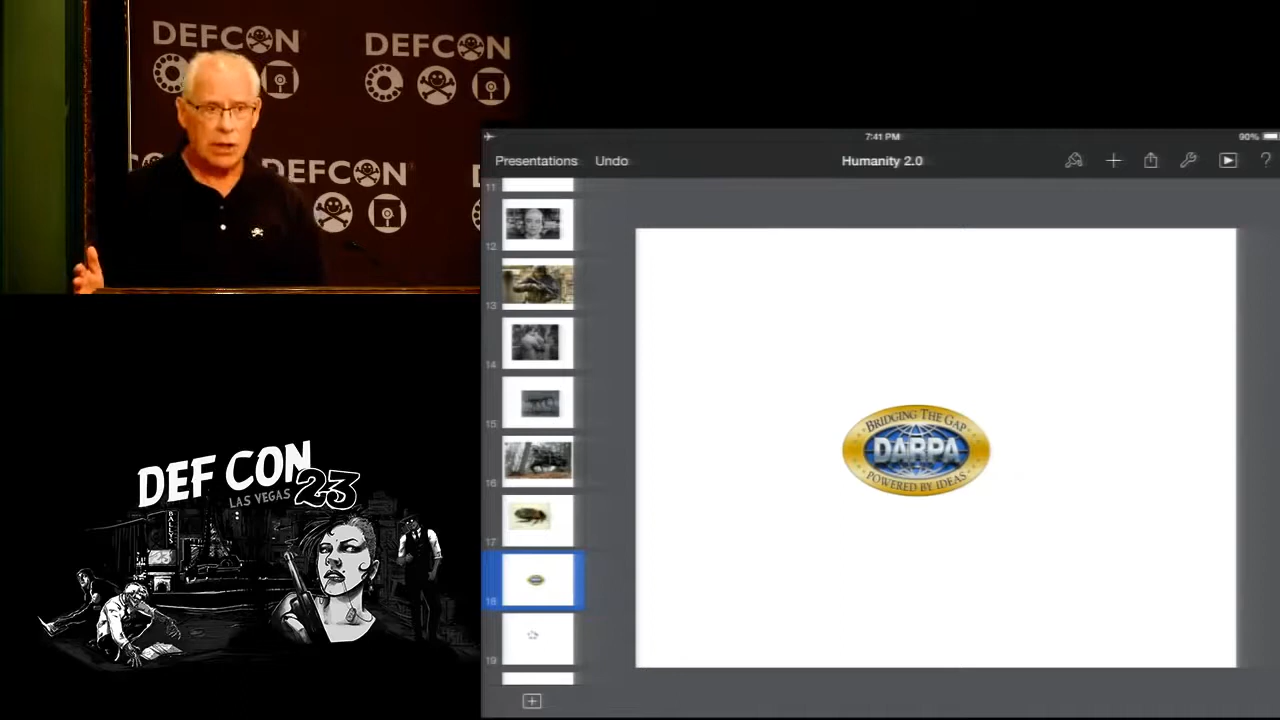 DEFCON DEFCON
DEFCON
7:41 PM 90%
Presentations Undo Humanity 2.0 ?
11
12
13
14
15
16
17
18
19
BRIDGING THE GAP
DARPA
POWERED BY IDEAS
DEF CON 23
LAS VEGAS
BALLYS